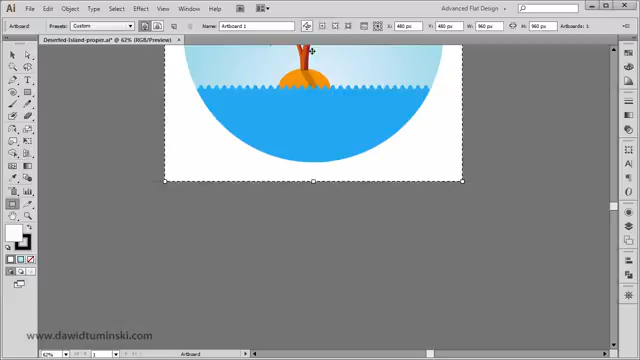 Ai
File Edit Object Type Select Effect View Window Help
Advanced Flat Design
Artboard Presets: Custom Name: Artboard 1 X: 480 px Y: 480 px W: 960 px H: 960 px Artboards: 1
Deserted-Island-proper.ai* @ 62% (RGB/Preview) ×
www.dawidtuminski.com
62% 1 Artboard